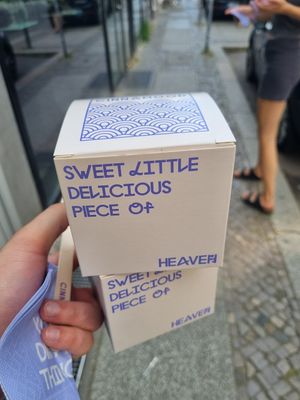 SWEET LITTLE
DELICIOUS
PIECE OF
HEAVEN
SWEET LITTLE
DELICIOUS
PIECE OF
HEAVEN